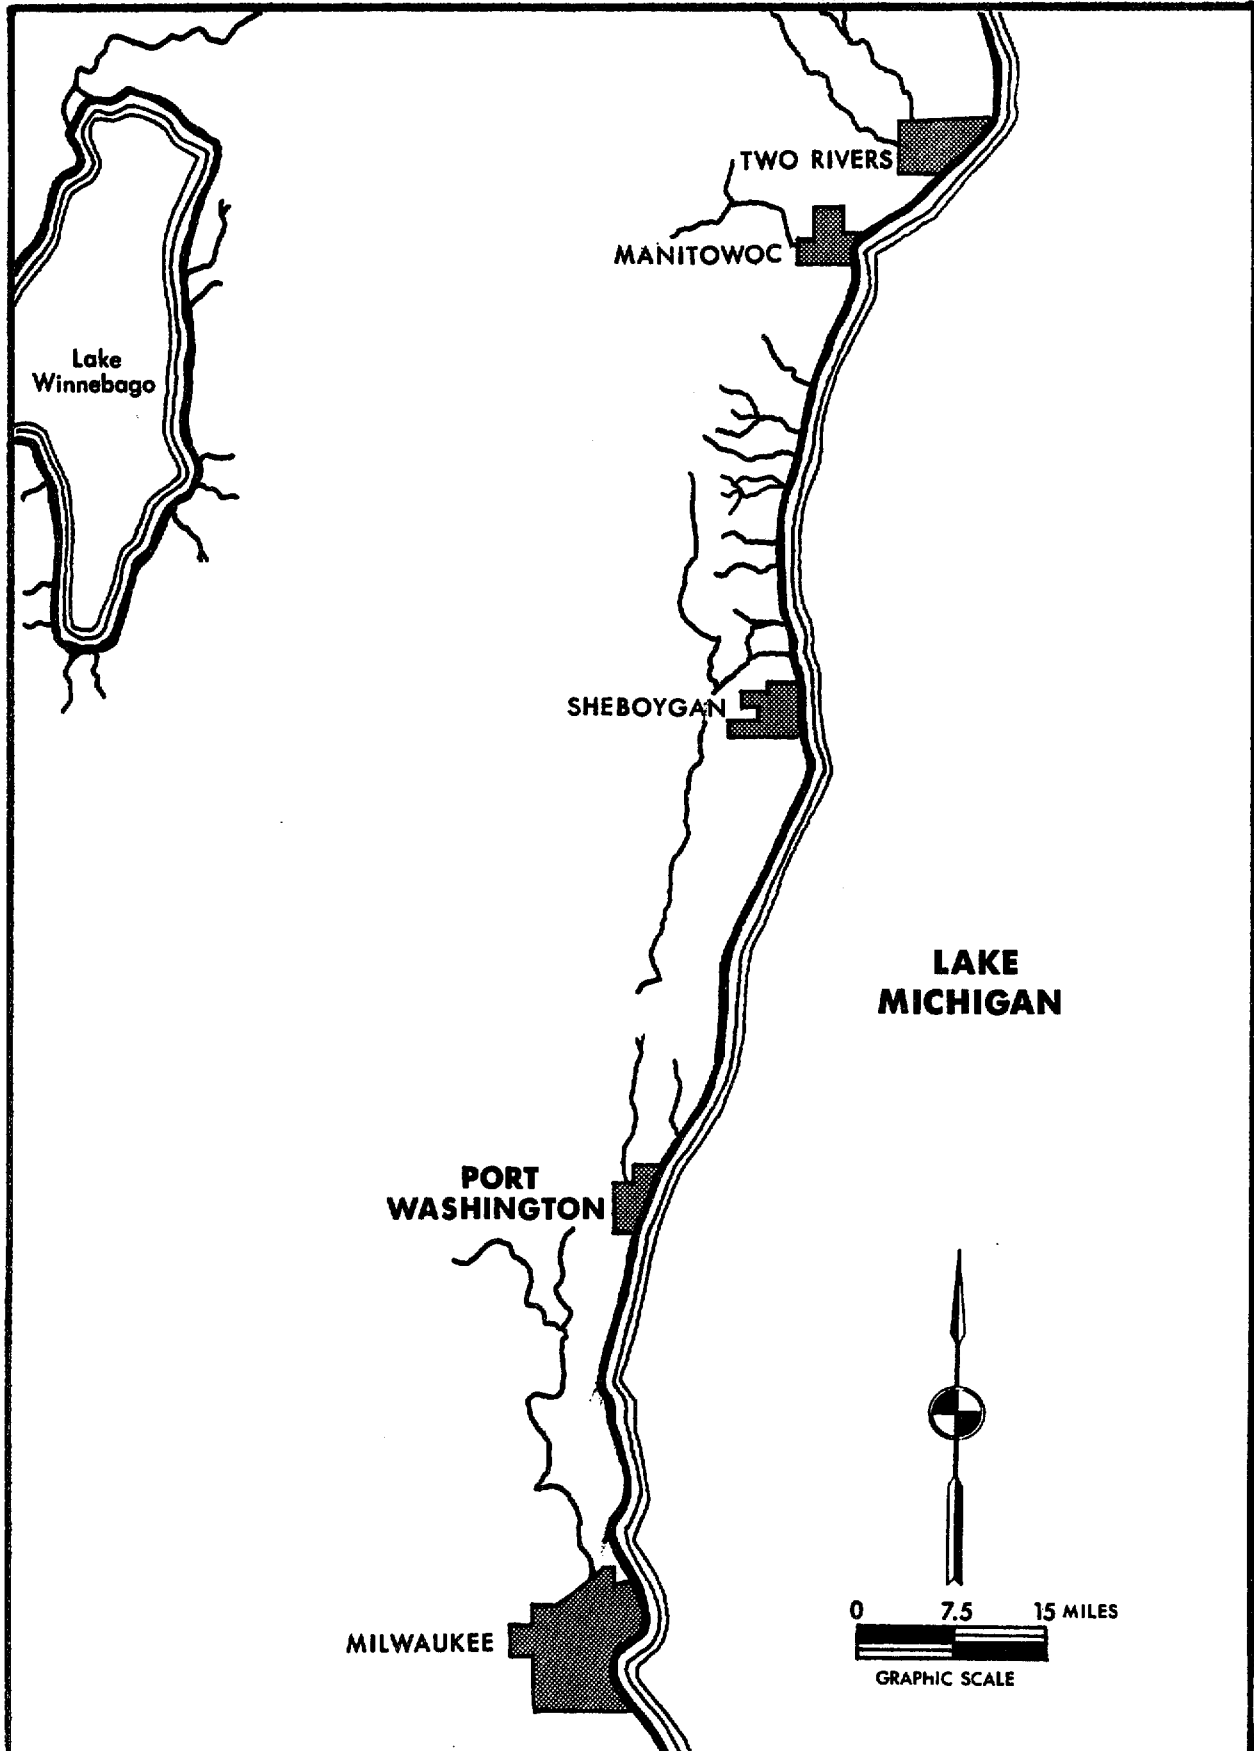 TWO RIVERS
MANITOWOC
Lake
Winnebago
SHEBOYGAN
LAKE
MICHIGAN
PORT
WASHINGTON
MILWAUKEE
0 7.5 15 MILES
GRAPHIC SCALE